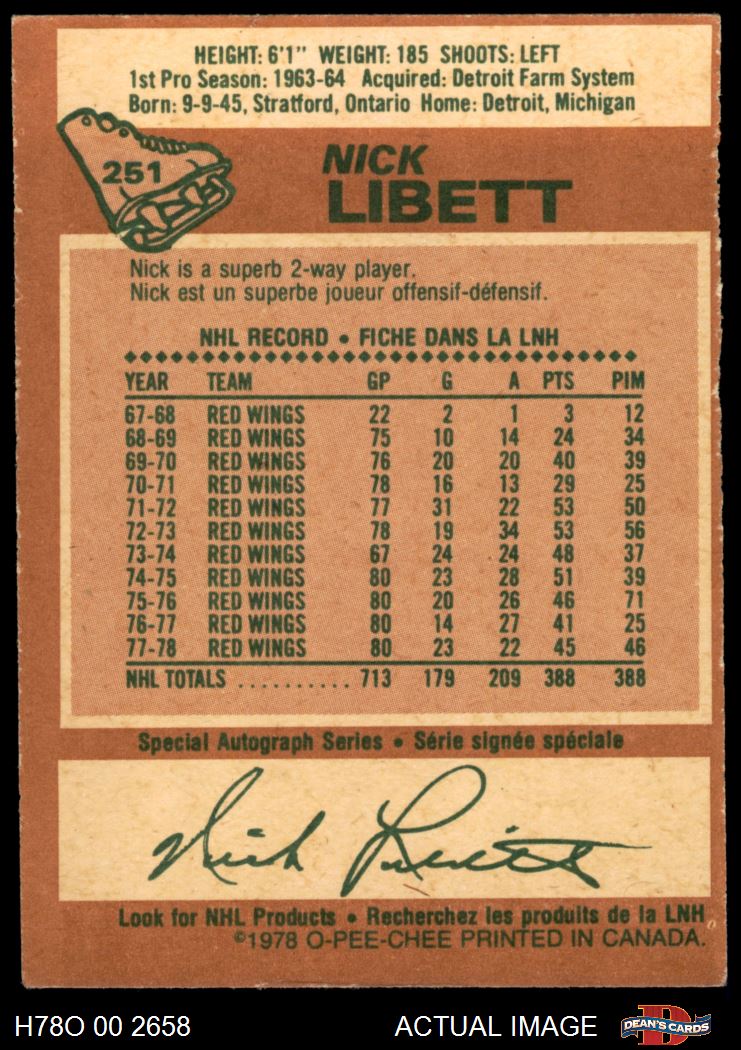 HEIGHT: 6'1" WEIGHT: 185 SHOOTS: LEFT
1st Pro Season: 1963-64 Acquired: Detroit Farm System
Born: 9-9-45, Stratford, Ontario Home: Detroit, Michigan
251
NICK
LIBETT
Nick is a superb 2-way player.
Nick est un superbe joueur offensif-défensif.
NHL RECORD • FICHE DANS LA LNH
YEAR TEAM GP G A PTS PIM
67-68 RED WINGS 22 2 1 3 12
68-69 RED WINGS 75 10 14 24 34
69-70 RED WINGS 76 20 20 40 39
70-71 RED WINGS 78 16 13 29 25
71-72 RED WINGS 77 31 22 53 50
72-73 RED WINGS 78 19 34 53 56
73-74 RED WINGS 67 24 24 48 37
74-75 RED WINGS 80 23 28 51 39
75-76 RED WINGS 80 20 26 46 71
76-77 RED WINGS 80 14 27 41 25
77-78 RED WINGS 80 23 22 45 46
NHL TOTALS .......... 713 179 209 388 388
Special Autograph Series • Série signée spéciale
Nick Libett
Look for NHL Products • Recherchez les produits de la LNH
©1978 O-PEE-CHEE PRINTED IN CANADA.
H78O 00 2658 ACTUAL IMAGE D DEAN'S CARDS